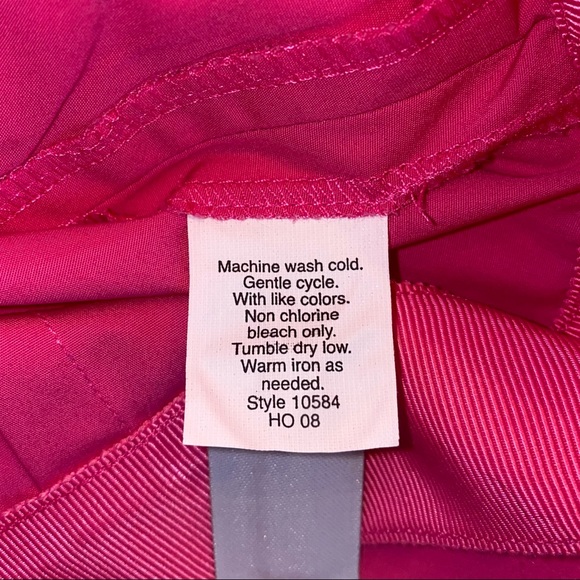 Machine wash cold.
Gentle cycle.
With like colors.
Non chlorine
bleach only.
Tumble dry low.
Warm iron as
needed.
Style 10584
HO 08